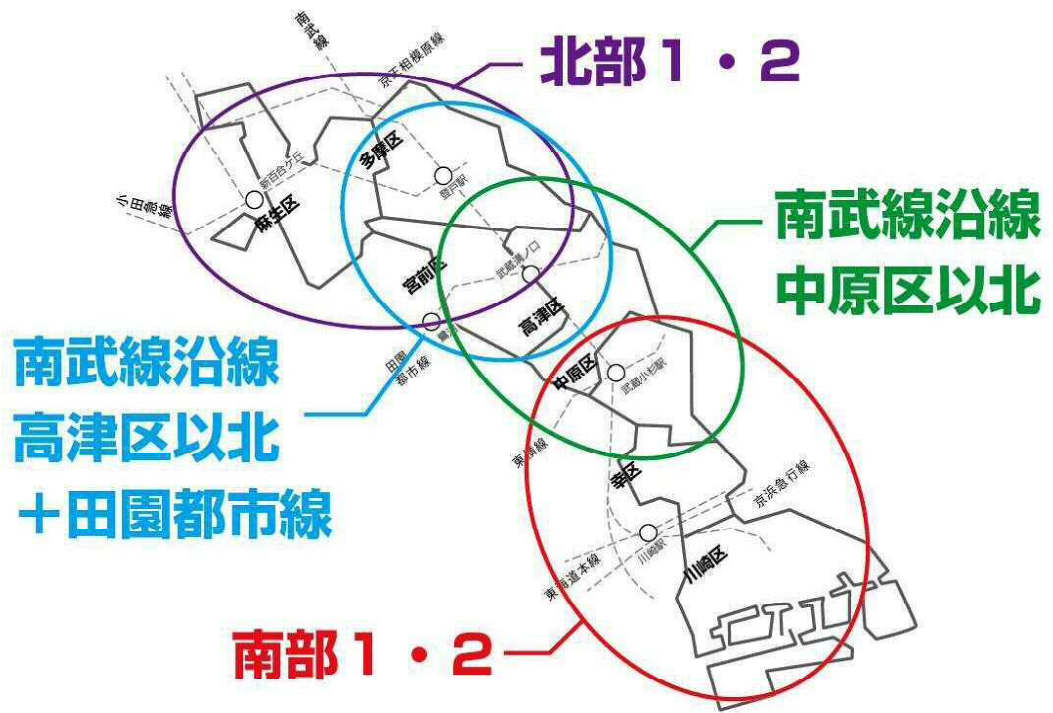 南武線
京王相模原線
北部1・2
多摩区
新百合ケ丘
登戸駅
小田急線
麻生区
南武線沿線
中原区以北
武蔵溝ノ口
宮前区
高津区
鷺沼
田園
都市線
中原区
武蔵小杉駅
南武線沿線
高津区以北
+田園都市線
東横線
幸区
京浜急行線
川崎駅
東海道本線
川崎区
南部1・2